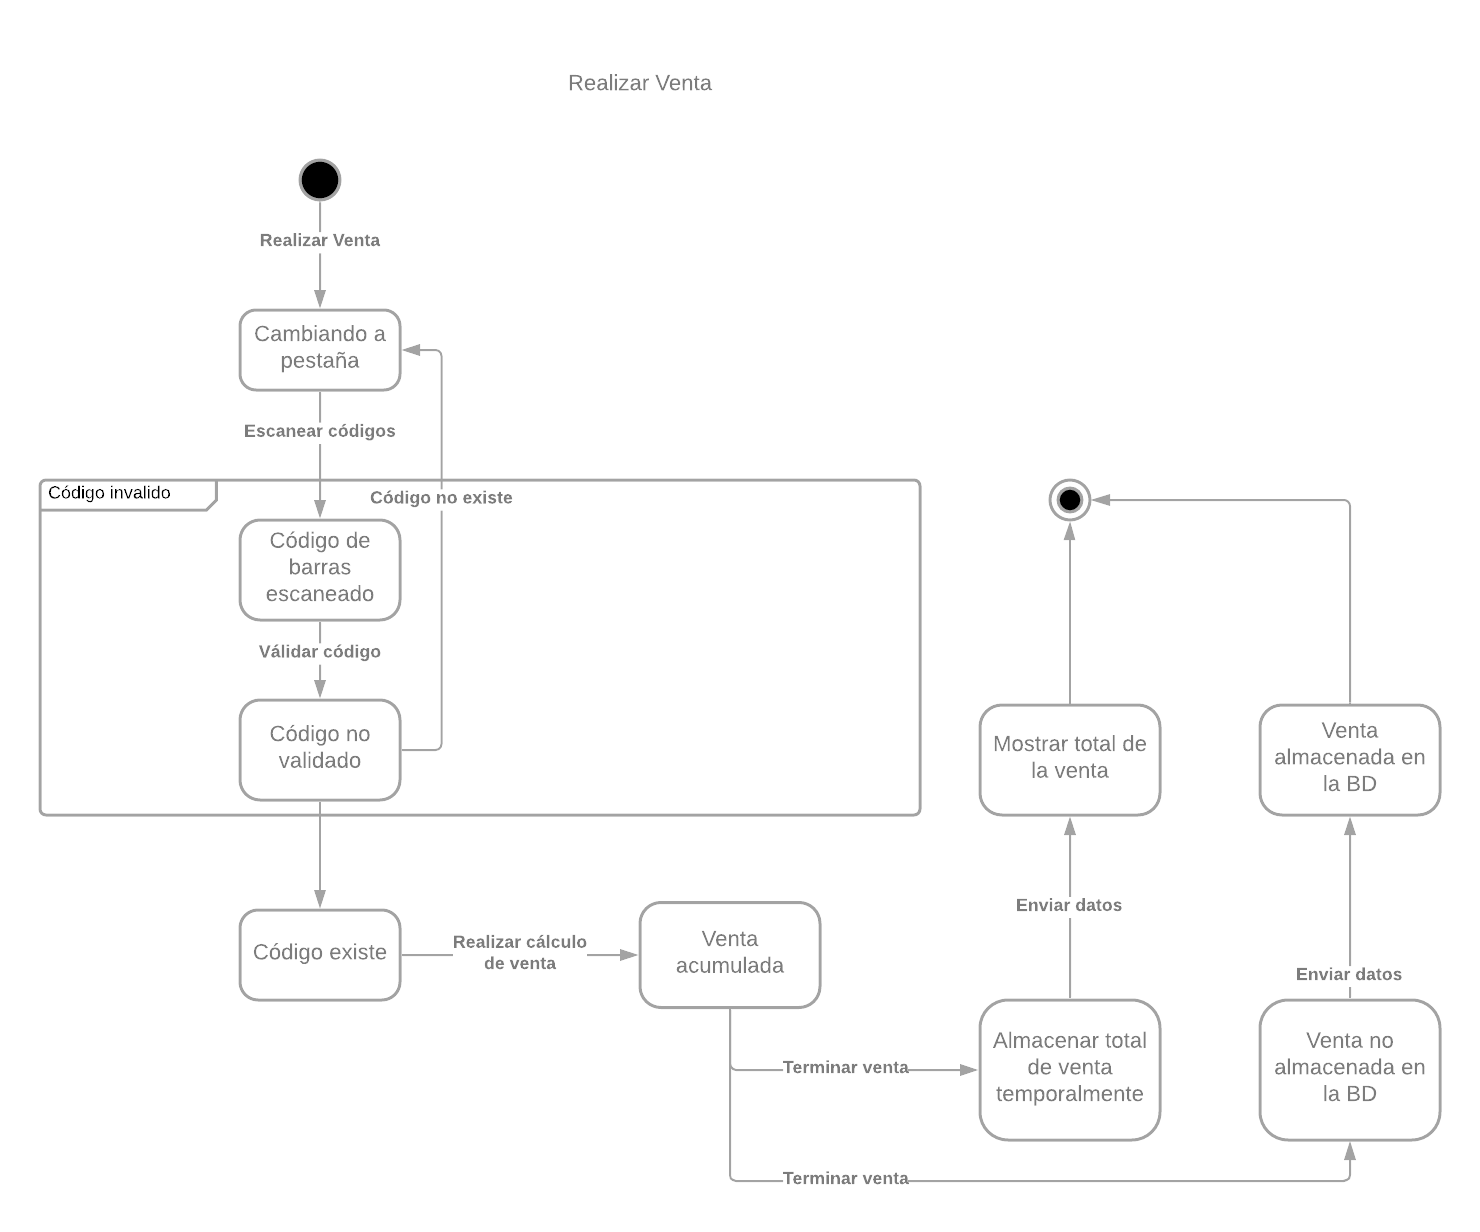 Realizar Venta
Realizar Venta
Cambiando a
pestaña
Escanear códigos
Código invalido
Código no existe
Código de
barras
escaneado
Válidar código
Código no
validado
Código existe
Realizar cálculo
de venta
Venta
acumulada
Terminar venta
Terminar venta
Almacenar total
de venta
temporalmente
Enviar datos
Mostrar total de
la venta
Venta no
almacenada en
la BD
Enviar datos
Venta
almacenada en
la BD